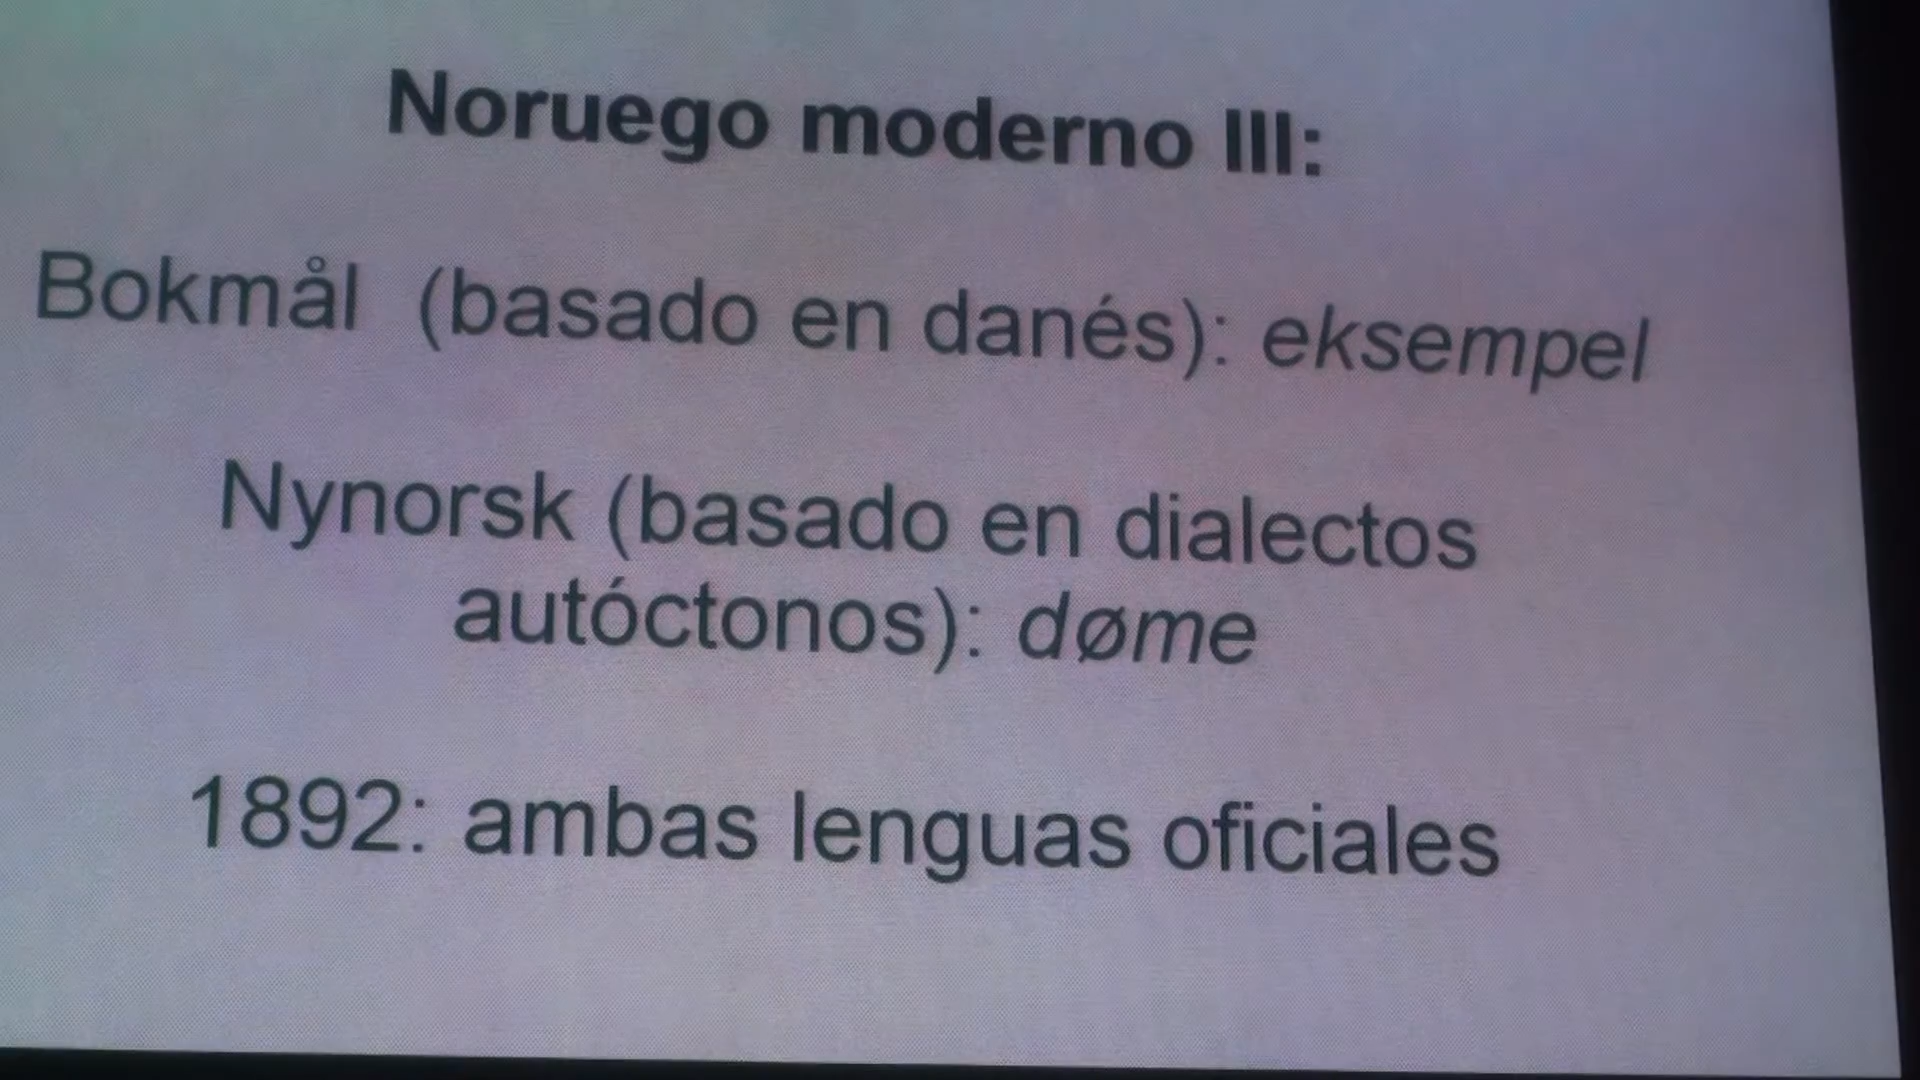 Noruego moderno III:
Bokmål (basado en danés): eksempel
Nynorsk (basado en dialectos
autóctonos): døme
1892: ambas lenguas oficiales